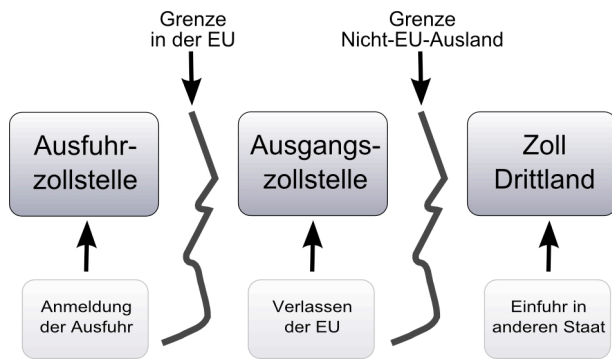 Grenze
in der EU
Grenze
Nicht-EU-Ausland
Ausfuhr-
zollstelle
Ausgangs-
zollstelle
Zoll
Drittland
Anmeldung
der Ausfuhr
Verlassen
der EU
Einfuhr in
anderen Staat